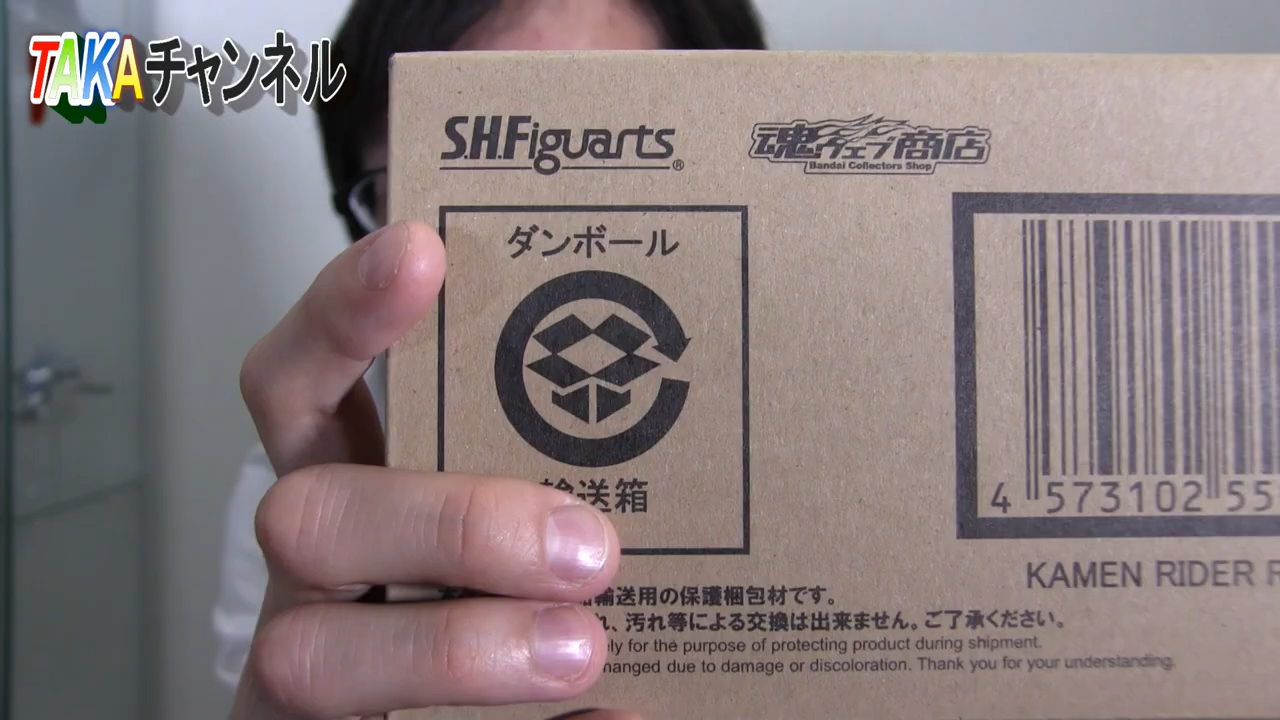 TAKAチャンネル
S.H.Figuarts®
魂ウェブ商店
Bandai Collectors Shop
ダンボール
輸送箱
4 573102 55
KAMEN RIDER R
輸送用の保護梱包材です。
れ、汚れ等による交換は出来ません。ご了承ください。
ly for the purpose of protecting product during shipment.
hanged due to damage or discoloration. Thank you for your understanding.